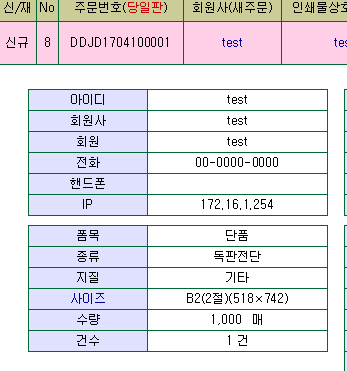 신/재 No 주문번호(당일판) 회원사(새주문) 인쇄물상호
신규 8 DDJD1704100001 test tes
아이디 test
회원사 test
회원 test
전화 00-0000-0000
핸드폰
IP 172.16.1.254
품목 단품
종류 독판전단
지질 기타
사이즈 B2(2절)(518×742)
수량 1,000 매
건수 1 건